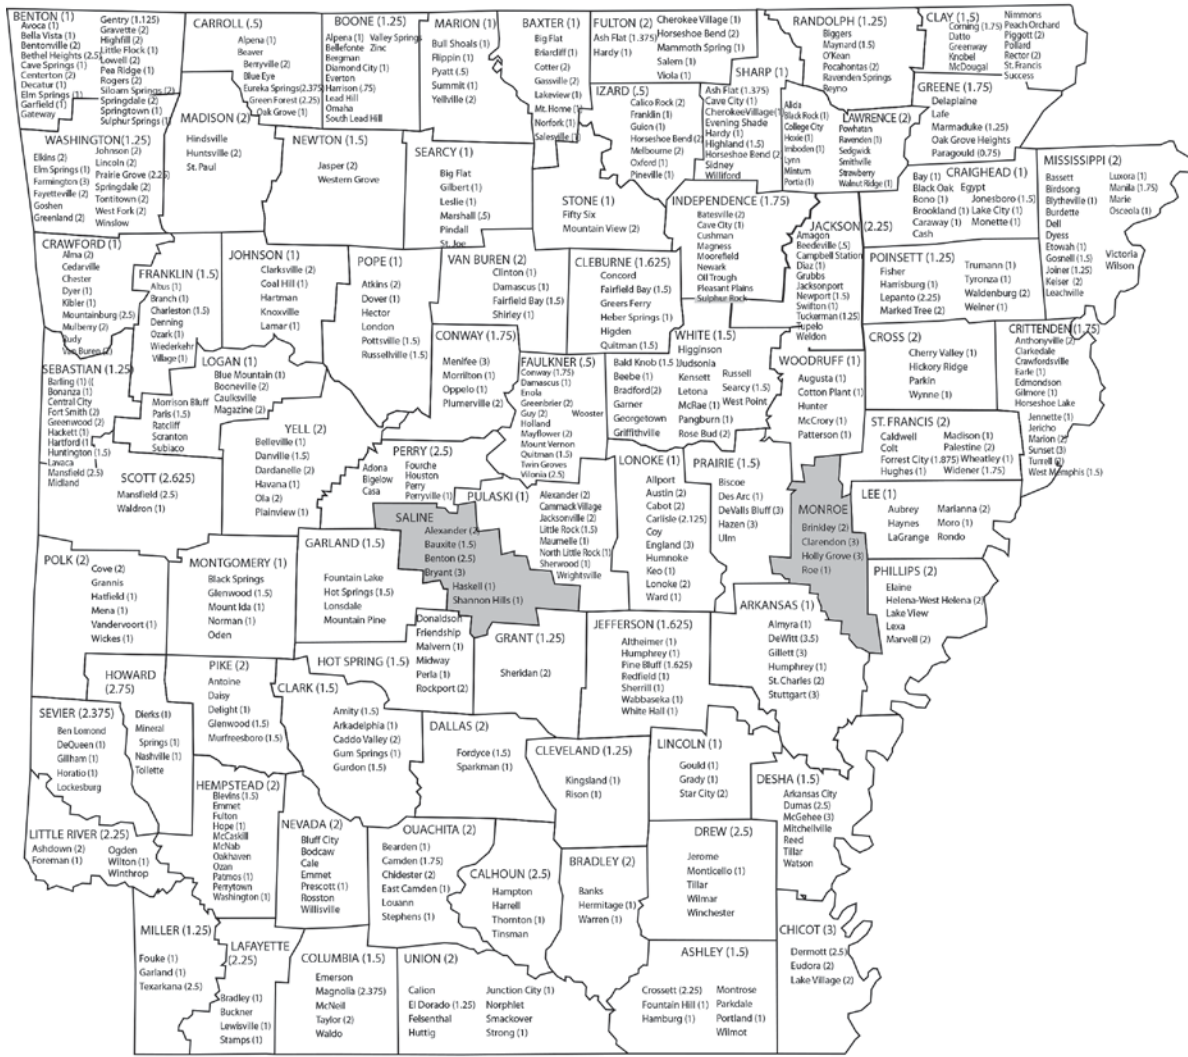 BENTON (1)
Avoca (1)
Bella Vista (1)
Bentonville (2)
Bethel Heights (2.5)
Cave Springs (1)
Centerton (2)
Decatur (1)
Elm Springs (1)
Garfield (1)
Gateway
Gentry (1.125)
Gravette (2)
Highfill (2)
Little Flock (1)
Lowell (2)
Pea Ridge (1)
Rogers (2)
Siloam Springs (2)
Springdale (2)
Springtown (1)
Sulphur Springs (1)
CARROLL (.5)
Alpena (1)
Beaver
Berryville (2)
Blue Eye
Eureka Springs(2.375)
Green Forest (2.25)
Oak Grove (1)
BOONE (1.25)
Alpena (1) Valley Springs
Bellefonte Zinc
Bergman
Diamond City (1)
Everton
Harrison (.75)
Lead Hill
Omaha
South Lead Hill
MARION (1)
Bull Shoals (1)
Flippin (1)
Pyatt (.5)
Summit (1)
Yellville (2)
BAXTER (1)
Big Flat
Briarcliff (1)
Cotter (2)
Gassville (2)
Lakeview (1)
Mt. Home (1)
Norfork (1)
Salesville (1)
FULTON (2)
Ash Flat (1.375)
Hardy (1)
Cherokee Village (1)
Horseshoe Bend (2)
Mammoth Spring (1)
Salem (1)
Viola (1)
RANDOLPH (1.25)
Biggers
Maynard (1.5)
O'Kean
Pocahontas (2)
Ravenden Springs
Reyno
CLAY (1.5)
Corning (1.75)
Datto
Greenway
Knobel
McDougal
Nimmons
Peach Orchard
Piggott (2)
Pollard
Rector (2)
St. Francis
Success
SHARP (1)
Ash Flat (1.375)
Cave City (1)
CherokeeVillage(1)
Evening Shade
Hardy (1)
Highland (1.5)
Horseshoe Bend (2)
Sidney
Williford
IZARD (.5)
Calico Rock (2)
Franklin (1)
Guion (1)
Horseshoe Bend(2)
Melbourne (2)
Oxford (1)
Pineville (1)
GREENE (1.75)
Delaplaine
Lafe
Marmaduke (1.25)
Oak Grove Heights
Paragould (0.75)
LAWRENCE (2)
Alida
Black Rock (1)
College City
Hoxie (1)
Imboden (1)
Lynn
Minturn
Portia (1)
Powhatan
Ravenden (1)
Sedgwick
Smithville
Strawberry
Walnut Ridge (1)
WASHINGTON(1.25)
Elkins (2)
Elm Springs (1)
Farmington (3)
Fayetteville (2)
Goshen
Greenland (2)
Johnson (2)
Lincoln (2)
Prairie Grove (2.25)
Springdale (2)
Tontitown (2)
West Fork (2)
Winslow
MADISON (2)
Hindsville
Huntsville (2)
St. Paul
NEWTON (1.5)
Jasper (2)
Western Grove
SEARCY (1)
Big Flat
Gilbert (1)
Leslie (1)
Marshall (.5)
Pindall
St. Joe
STONE (1)
Fifty Six
Mountain View (2)
INDEPENDENCE (1.75)
Batesville (2)
Cave City (1)
Cushman
Magness
Moorefield
Newark
Oil Trough
Pleasant Plains
Sulphur Rock
JACKSON (2.25)
Amagon
Beedeville (.5)
Campbell Station
Diaz (1)
Grubbs
Jacksonport
Newport (1.5)
Swifton (1)
Tuckerman (1.25)
Tupelo
Weldon
CRAIGHEAD (1)
Bay (1)
Black Oak
Bono (1)
Brookland (1)
Caraway (1)
Cash
Egypt
Jonesboro (1.5)
Lake City (1)
Monette (1)
MISSISSIPPI (2)
Bassett
Birdsong
Blytheville (1)
Burdette
Dell
Dyess
Etowah (1)
Gosnell (1.5)
Joiner (1.25)
Keiser (2)
Leachville
Luxora (1)
Manila (1.75)
Marie
Osceola (1)
Victoria
Wilson
CRAWFORD (1)
Alma (2)
Cedarville
Chester
Dyer (1)
Kibler (1)
Mountainburg (2.5)
Mulberry (2)
Rudy
Van Buren (2)
FRANKLIN (1.5)
Altus (1)
Branch (1)
Charleston (1.5)
Denning
Ozark (1)
Wiederkehr
Village (1)
JOHNSON (1)
Clarksville (2)
Coal Hill (1)
Hartman
Knoxville
Lamar (1)
POPE (1)
Atkins (2)
Dover (1)
Hector
London
Pottsville (1.5)
Russellville (1.5)
VAN BUREN (2)
Clinton (1)
Damascus (1)
Fairfield Bay (1.5)
Shirley (1)
CLEBURNE (1.625)
Concord
Fairfield Bay (1.5)
Greers Ferry
Heber Springs (1)
Higden
Quitman (1.5)
POINSETT (1.25)
Fisher
Harrisburg (1)
Lepanto (2.25)
Marked Tree (2)
Trumann (1)
Tyronza (1)
Waldenburg (2)
Weiner (1)
CRITTENDEN (1.75)
Anthonyville (2)
Clarkedale
Crawfordsville
Earle (1)
Edmondson
Gilmore (1)
Horseshoe Lake
Jennette (1)
Jericho
Marion (2)
Sunset (3)
Turrell (2)
West Memphis (1.5)
CROSS (2)
Cherry Valley (1)
Hickory Ridge
Parkin
Wynne (1)
WOODRUFF (1)
Augusta (1)
Cotton Plant (1)
Hunter
McCrory (1)
Patterson (1)
WHITE (1.5)
Bald Knob (1.5)
Beebe (1)
Bradford(2)
Garner
Georgetown
Griffithville
Higginson
Judsonia
Kensett
Letona
McRae (1)
Pangburn (1)
Rose Bud (2)
Russell
Searcy (1.5)
West Point
FAULKNER (.5)
Conway (1.75)
Damascus (1)
Enola
Greenbrier (2)
Guy (2) Wooster
Holland
Mayflower (2)
Mount Vernon
Quitman (1.5)
Twin Groves
Vilonia (2.5)
CONWAY (1.75)
Menifee (3)
Morrilton (1)
Oppelo (1)
Plumerville (2)
LOGAN (1)
Blue Mountain (1)
Booneville (2)
Caulksville
Magazine (2)
Morrison Bluff
Paris (1.5)
Ratcliff
Scranton
Subiaco
SEBASTIAN (1.25)
Barling (1) ((
Bonanza (1)
Central City
Fort Smith (2)
Greenwood (2)
Hackett (1)
Hartford (1)
Huntington (1.5)
Lavaca
Mansfield (2.5)
Midland
SCOTT (2.625)
Mansfield (2.5)
Waldron (1)
YELL (2)
Belleville (1)
Danville (1.5)
Dardanelle (2)
Havana (1)
Ola (2)
Plainview (1)
PERRY (2.5)
Adona
Bigelow
Casa
Fourche
Houston
Perry
Perryville (1)
PULASKI (1)
Alexander (2)
Cammack Village
Jacksonville (2)
Little Rock (1.5)
Maumelle (1)
North Little Rock (1)
Sherwood (1)
Wrightsville
LONOKE (1)
Allport
Austin (2)
Cabot (2)
Carlisle (2.125)
Coy
England (3)
Humnoke
Keo (1)
Lonoke (2)
Ward (1)
PRAIRIE (1.5)
Biscoe
Des Arc (1)
DeValls Bluff (3)
Hazen (3)
Ulm
MONROE
Brinkley (2)
Clarendon (3)
Holly Grove (3)
Roe (1)
ST. FRANCIS (2)
Caldwell
Colt
Forrest City (1.875)
Hughes (1)
Madison (1)
Palestine (2)
Wheatley (1)
Widener (1.75)
LEE (1)
Aubrey
Haynes
LaGrange
Marianna (2)
Moro (1)
Rondo
PHILLIPS (2)
Elaine
Helena-West Helena (2)
Lake View
Lexa
Marvell (2)
SALINE
Alexander (2)
Bauxite (1.5)
Benton (2.5)
Bryant (3)
Haskell (1)
Shannon Hills (1)
GARLAND (1.5)
Fountain Lake
Hot Springs (1.5)
Lonsdale
Mountain Pine
MONTGOMERY (1)
Black Springs
Glenwood (1.5)
Mount Ida (1)
Norman (1)
Oden
POLK (2)
Cove (2)
Grannis
Hatfield (1)
Mena (1)
Vandervoort (1)
Wickes (1)
HOWARD
(2.75)
Dierks (1)
Mineral
Springs (1)
Nashville (1)
Tollette
PIKE (2)
Antoine
Daisy
Delight (1)
Glenwood (1.5)
Murfreesboro (1.5)
HOT SPRING (1.5)
Donaldson
Friendship
Malvern (1)
Midway
Perla (1)
Rockport (2)
GRANT (1.25)
Sheridan (2)
JEFFERSON (1.625)
Altheimer (1)
Humphrey (1)
Pine Bluff (1.625)
Redfield (1)
Sherrill (1)
Wabbaseka (1)
White Hall (1)
ARKANSAS (1)
Almyra (1)
DeWitt (3.5)
Gillett (3)
Humphrey (1)
St. Charles (2)
Stuttgart (3)
SEVIER (2.375)
Ben Lomond
DeQueen (1)
Gillham (1)
Horatio (1)
Lockesburg
CLARK (1.5)
Amity (1.5)
Arkadelphia (1)
Caddo Valley (2)
Gum Springs (1)
Gurdon (1.5)
DALLAS (2)
Fordyce (1.5)
Sparkman (1)
CLEVELAND (1.25)
Kingsland (1)
Rison (1)
LINCOLN (1)
Gould (1)
Grady (1)
Star City (2)
DESHA (1.5)
Arkansas City
Dumas (2.5)
McGehee (3)
Mitchellville
Reed
Tillar
Watson
HEMPSTEAD (2)
Blevins (1.5)
Emmet
Fulton
Hope (1)
McCaskill
McNab
Oakhaven
Ozan
Patmos (1)
Perrytown
Washington (1)
LITTLE RIVER (2.25)
Ashdown (2)
Foreman (1)
Ogden
Wilton (1)
Winthrop
NEVADA (2)
Bluff City
Bodcaw
Cale
Emmet
Prescott (1)
Rosston
Willisville
OUACHITA (2)
Bearden (1)
Camden (1.75)
Chidester (2)
East Camden (1)
Louann
Stephens (1)
CALHOUN (2.5)
Hampton
Harrell
Thornton (1)
Tinsman
BRADLEY (2)
Banks
Hermitage (1)
Warren (1)
DREW (2.5)
Jerome
Monticello (1)
Tillar
Wilmar
Winchester
MILLER (1.25)
Fouke (1)
Garland (1)
Texarkana (2.5)
LAFAYETTE
(2.25)
Bradley (1)
Buckner
Lewisville (1)
Stamps (1)
COLUMBIA (1.5)
Emerson
Magnolia (2.375)
McNeil
Taylor (2)
Waldo
UNION (2)
Calion
El Dorado (1.25)
Felsenthal
Huttig
Junction City (1)
Norphlet
Smackover
Strong (1)
ASHLEY (1.5)
Crossett (2.25)
Fountain Hill (1)
Hamburg (1)
Montrose
Parkdale
Portland (1)
Wilmot
CHICOT (3)
Dermott (2.5)
Eudora (2)
Lake Village (2)